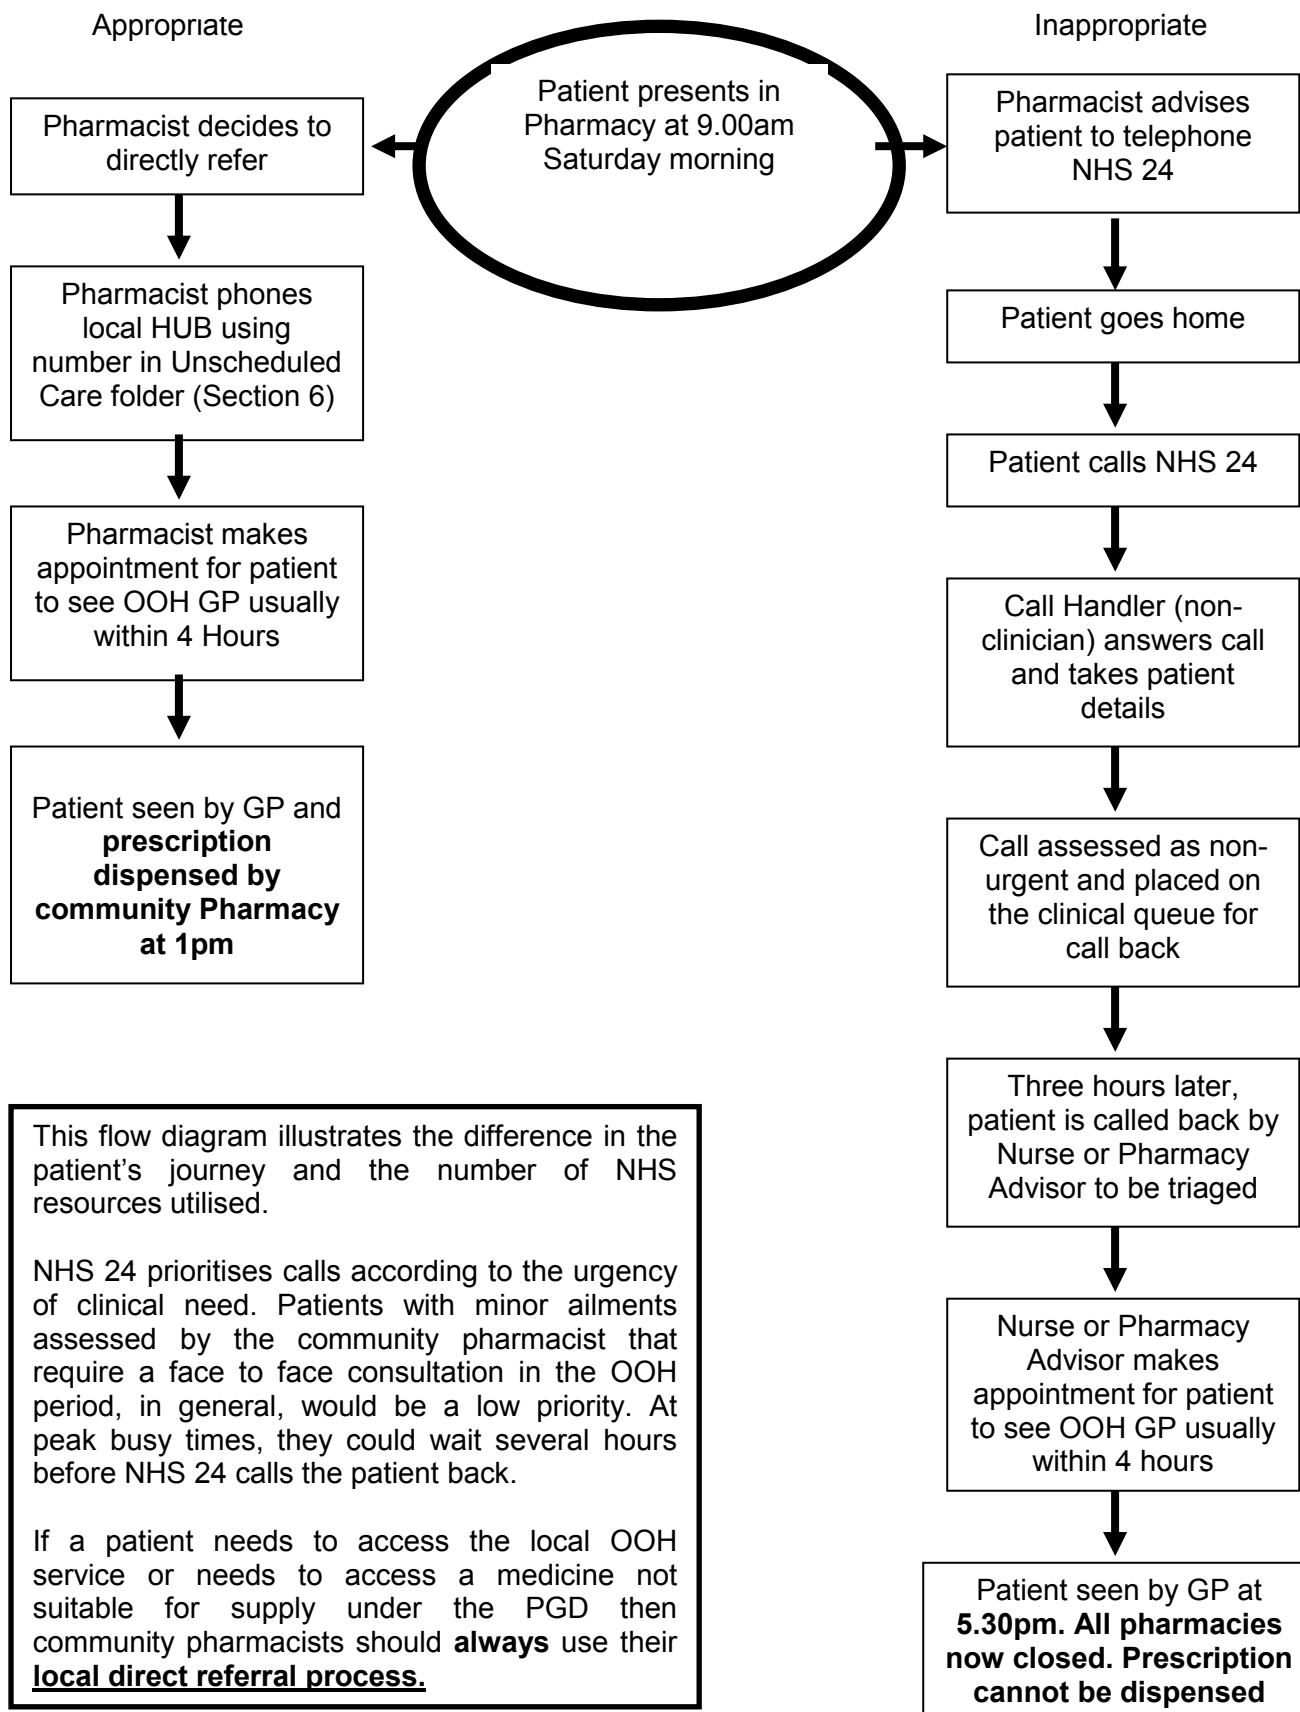 Appropriate
Inappropriate
Patient presents in
Pharmacy at 9.00am
Saturday morning
Pharmacist decides to
directly refer
Pharmacist phones
local HUB using
number in Unscheduled
Care folder (Section 6)
Pharmacist makes
appointment for patient
to see OOH GP usually
within 4 Hours
Patient seen by GP and
prescription
dispensed by
community Pharmacy
at 1pm
Pharmacist advises
patient to telephone
NHS 24
Patient goes home
Patient calls NHS 24
Call Handler (non-
clinician) answers call
and takes patient
details
Call assessed as non-
urgent and placed on
the clinical queue for
call back
Three hours later,
patient is called back by
Nurse or Pharmacy
Advisor to be triaged
Nurse or Pharmacy
Advisor makes
appointment for patient
to see OOH GP usually
within 4 hours
Patient seen by GP at
5.30pm. All pharmacies
now closed. Prescription
cannot be dispensed
This flow diagram illustrates the difference in the
patient's journey and the number of NHS
resources utilised.
NHS 24 prioritises calls according to the urgency
of clinical need. Patients with minor ailments
assessed by the community pharmacist that
require a face to face consultation in the OOH
period, in general, would be a low priority. At
peak busy times, they could wait several hours
before NHS 24 calls the patient back.
If a patient needs to access the local OOH
service or needs to access a medicine not
suitable for supply under the PGD then
community pharmacists should always use their
local direct referral process.